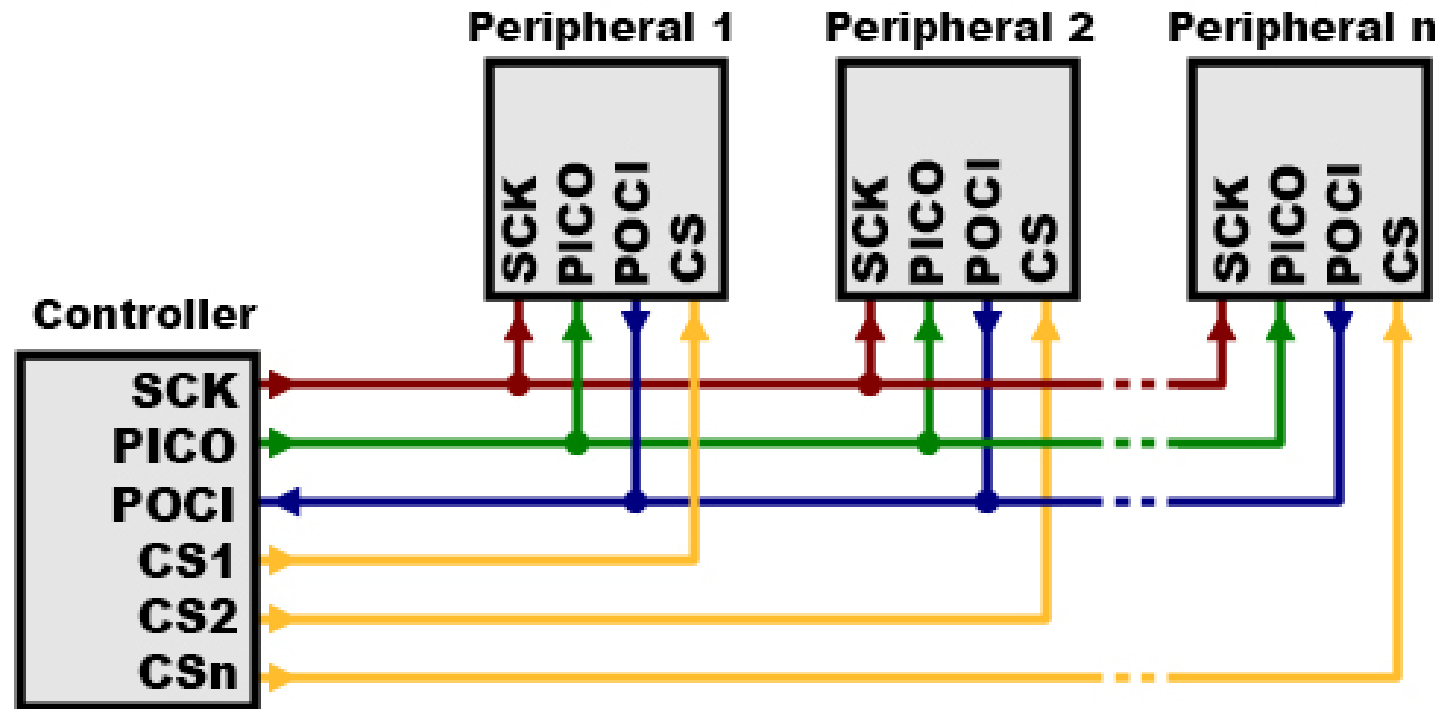 Peripheral 1
Peripheral 2
Peripheral n
SCK
PICO
POCI
CS
SCK
PICO
POCI
CS
SCK
PICO
POCI
CS
Controller
SCK
PICO
POCI
CS1
CS2
CSn